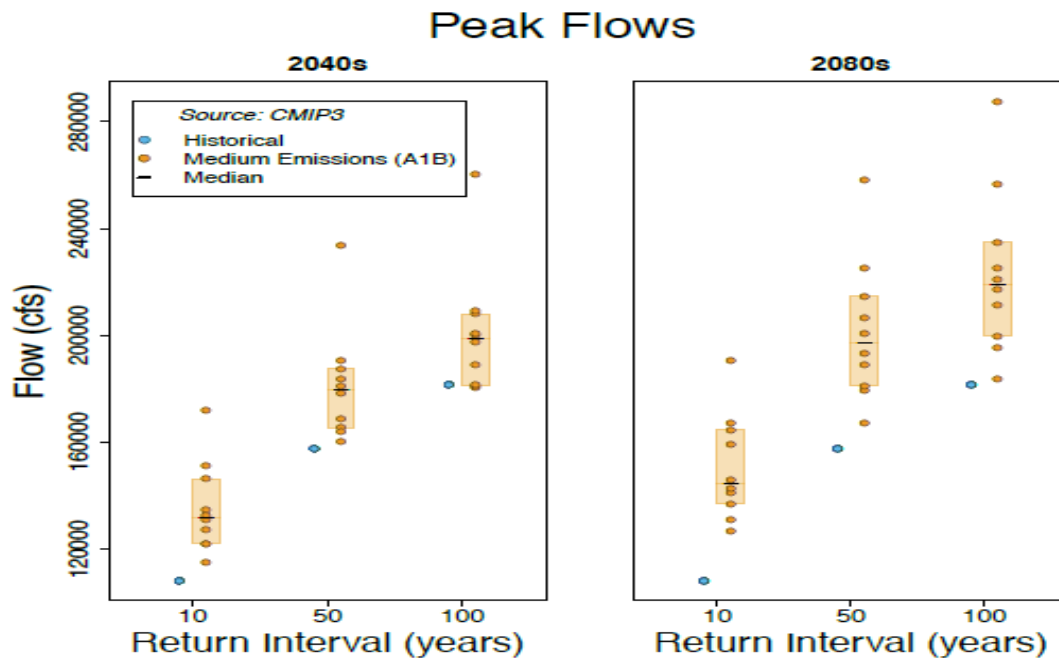 Peak Flows
2040s
2080s
Source: CMIP3
Historical
Medium Emissions (A1B)
Median
Flow (cfs)
280000
240000
200000
160000
120000
10 50 100
10 50 100
Return Interval (years)
Return Interval (years)